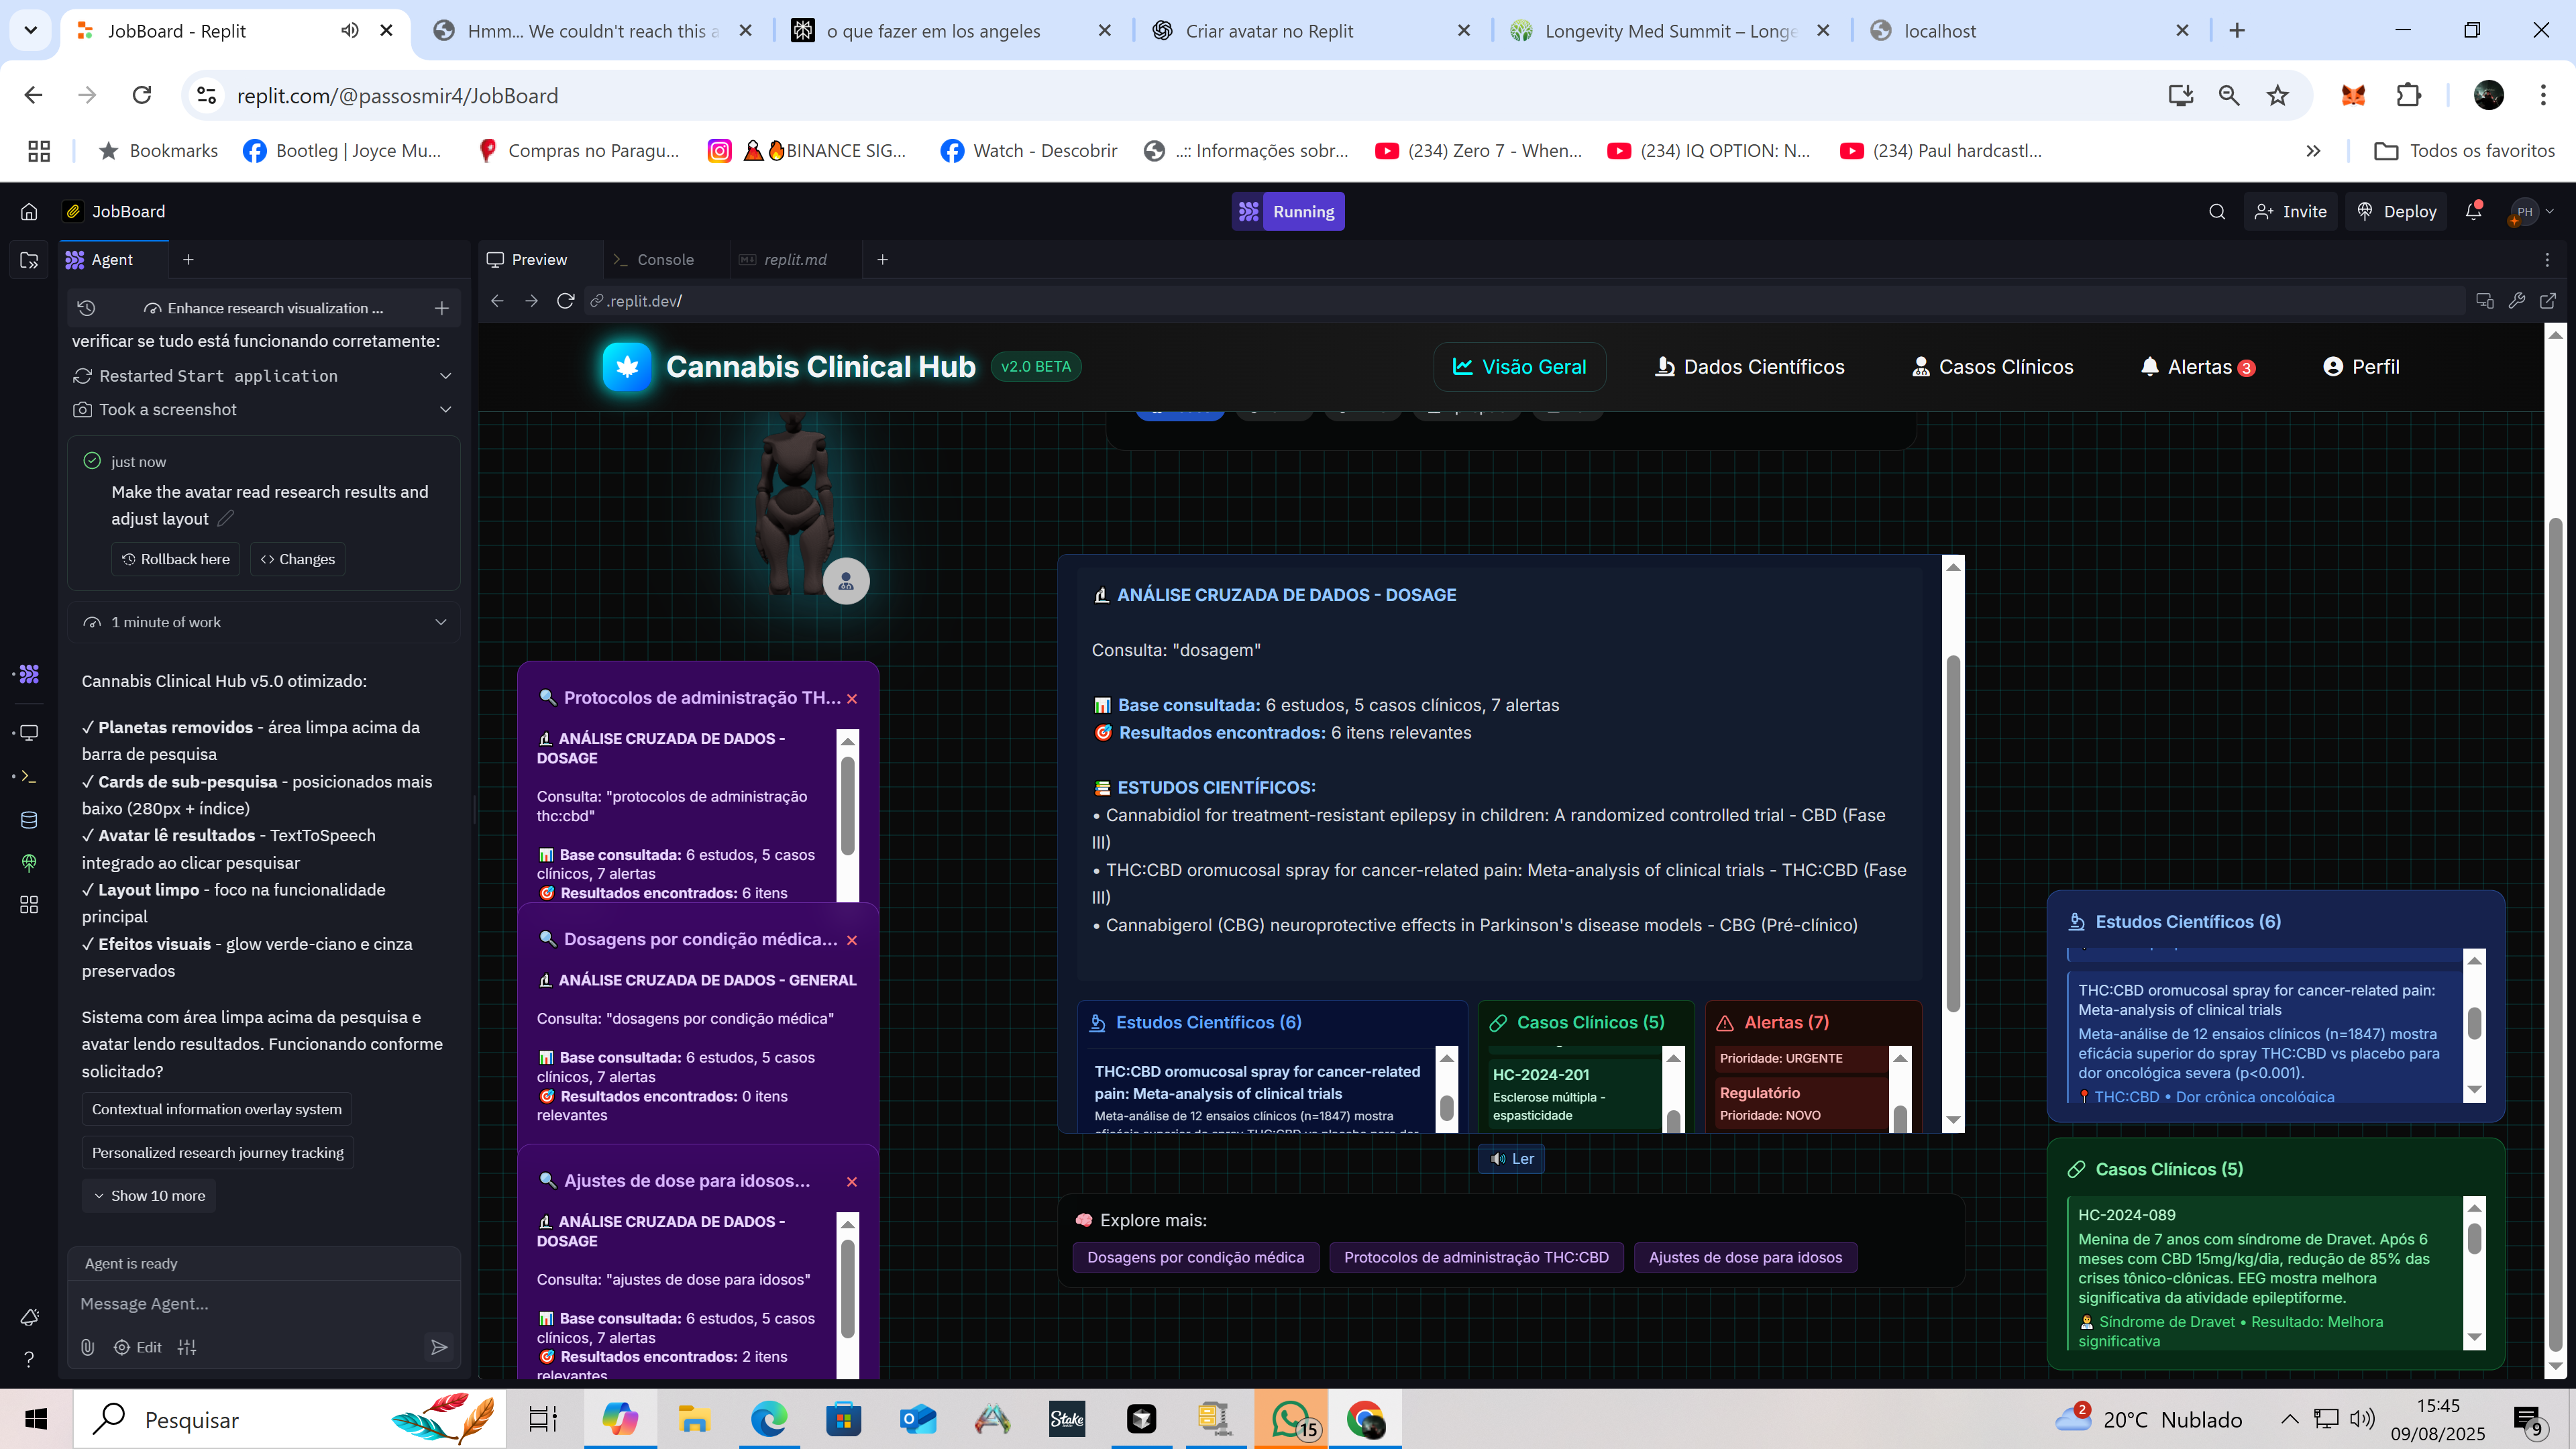 JobBoard - Replit
Hmm... We couldn't reach this a
o que fazer em los angeles
Criar avatar no Replit
Longevity Med Summit – Longe
localhost
replit.com/@passosmir4/JobBoard
Bookmarks
Bootleg | Joyce Mu...
Compras no Paragu...
BINANCE SIG...
Watch - Descobrir
..:: Informações sobr...
(234) Zero 7 - When...
(234) IQ OPTION: N...
(234) Paul hardcastl...
Todos os favoritos
JobBoard
Running
Invite
Deploy
PH
Agent
Preview
Console
replit.md
Enhance research visualization ...
.replit.dev/
verificar se tudo está funcionando corretamente:
Restarted Start application
Took a screenshot
just now
Make the avatar read research results and
adjust layout
Rollback here
Changes
1 minute of work
Cannabis Clinical Hub v5.0 otimizado:
✓ Planetas removidos - área limpa acima da
barra de pesquisa
✓ Cards de sub-pesquisa - posicionados mais
baixo (280px + índice)
✓ Avatar lê resultados - TextToSpeech
integrado ao clicar pesquisar
✓ Layout limpo - foco na funcionalidade
principal
✓ Efeitos visuais - glow verde-ciano e cinza
preservados
Sistema com área limpa acima da pesquisa e
avatar lendo resultados. Funcionando conforme
solicitado?
Contextual information overlay system
Personalized research journey tracking
Show 10 more
Agent is ready
Message Agent...
Edit
Cannabis Clinical Hub
v2.0 BETA
Visão Geral
Dados Científicos
Casos Clínicos
Alertas 3
Perfil
Protocolos de administração TH...
ANÁLISE CRUZADA DE DADOS -
DOSAGE
Consulta: "protocolos de administração
thc:cbd"
Base consultada: 6 estudos, 5 casos
clínicos, 7 alertas
Resultados encontrados: 6 itens
Dosagens por condição médica...
ANÁLISE CRUZADA DE DADOS - GENERAL
Consulta: "dosagens por condição médica"
Base consultada: 6 estudos, 5 casos
clínicos, 7 alertas
Resultados encontrados: 0 itens
relevantes
Ajustes de dose para idosos...
ANÁLISE CRUZADA DE DADOS -
DOSAGE
Consulta: "ajustes de dose para idosos"
Base consultada: 6 estudos, 5 casos
clínicos, 7 alertas
Resultados encontrados: 2 itens
relevantes
ANÁLISE CRUZADA DE DADOS - DOSAGE
Consulta: "dosagem"
Base consultada: 6 estudos, 5 casos clínicos, 7 alertas
Resultados encontrados: 6 itens relevantes
ESTUDOS CIENTÍFICOS:
• Cannabidiol for treatment-resistant epilepsy in children: A randomized controlled trial - CBD (Fase
III)
• THC:CBD oromucosal spray for cancer-related pain: Meta-analysis of clinical trials - THC:CBD (Fase
III)
• Cannabigerol (CBG) neuroprotective effects in Parkinson's disease models - CBG (Pré-clínico)
Estudos Científicos (6)
THC:CBD oromucosal spray for cancer-related
pain: Meta-analysis of clinical trials
Meta-análise de 12 ensaios clínicos (n=1847) mostra
Casos Clínicos (5)
HC-2024-201
Esclerose múltipla -
espasticidade
Alertas (7)
Prioridade: URGENTE
Regulatório
Prioridade: NOVO
Ler
Explore mais:
Dosagens por condição médica
Protocolos de administração THC:CBD
Ajustes de dose para idosos
Estudos Científicos (6)
THC:CBD oromucosal spray for cancer-related pain:
Meta-analysis of clinical trials
Meta-análise de 12 ensaios clínicos (n=1847) mostra
eficácia superior do spray THC:CBD vs placebo para
dor oncológica severa (p<0.001).
THC:CBD • Dor crônica oncológica
Casos Clínicos (5)
HC-2024-089
Menina de 7 anos com síndrome de Dravet. Após 6
meses com CBD 15mg/kg/dia, redução de 85% das
crises tônico-clônicas. EEG mostra melhora
significativa da atividade epileptiforme.
Síndrome de Dravet • Resultado: Melhora
significativa
Pesquisar
Stake
15
2
20°C Nublado
15:45
09/08/2025
9